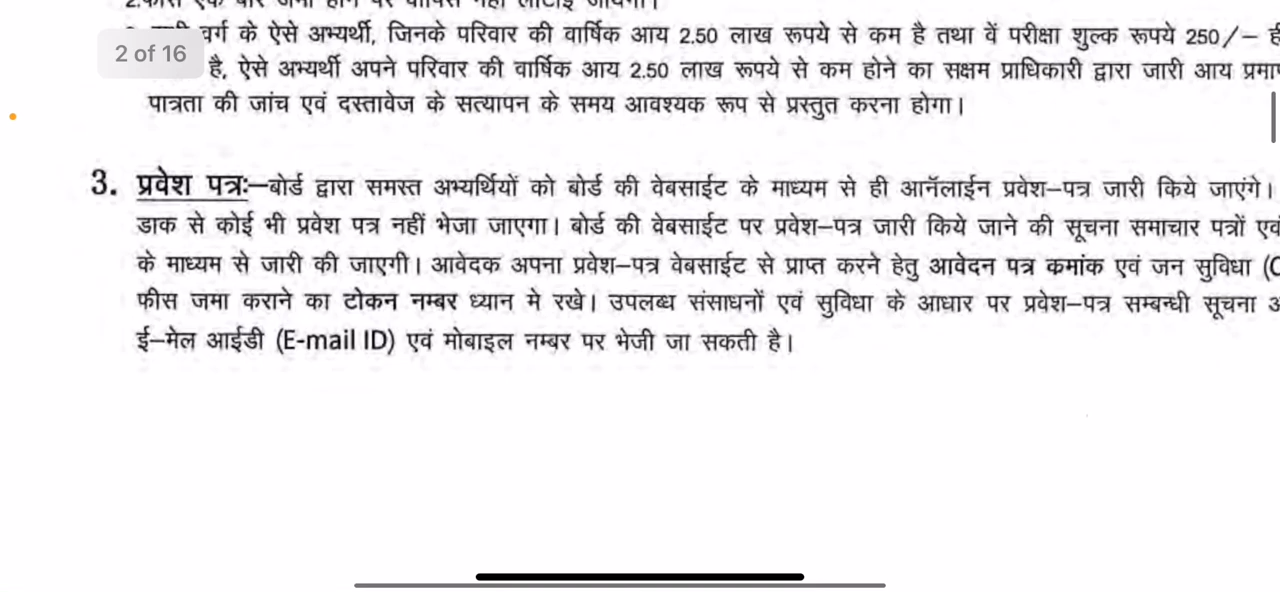 2 of 16
वर्ग के ऐसे अभ्यर्थी, जिनके परिवार की वार्षिक आय 2.50 लाख रूपये से कम है तथा वें परीक्षा शुल्क रूपये 250/–
है, ऐसे अभ्यर्थी अपने परिवार की वार्षिक आय 2.50 लाख रूपये से कम होने का सक्षम प्राधिकारी द्वारा जारी आय
पात्रता की जांच एवं दस्तावेज के सत्यापन के समय आवश्यक रूप से प्रस्तुत करना होगा।
3. प्रवेश पत्रः–बोर्ड द्वारा समस्त अभ्यर्थियों को बोर्ड की वेबसाईट के माध्यम से ही आनॅलाईन प्रवेश–पत्र जारी किये जाएंगे।
डाक से कोई भी प्रवेश पत्र नहीं भेजा जाएगा। बोर्ड की वेबसाईट पर प्रवेश–पत्र जारी किये जाने की सूचना समाचार पत्रों एवं
के माध्यम से जारी की जाएगी। आवेदक अपना प्रवेश–पत्र वेबसाईट से प्राप्त करने हेतु आवेदन पत्र कमांक एवं जन सुविधा
फीस जमा कराने का टोकन नम्बर ध्यान मे रखे। उपलब्ध संसाधनों एवं सुविधा के आधार पर प्रवेश–पत्र सम्बन्धी सूचना
ई–मेल आईडी (E-mail ID) एवं मोबाइल नम्बर पर भेजी जा सकती है।